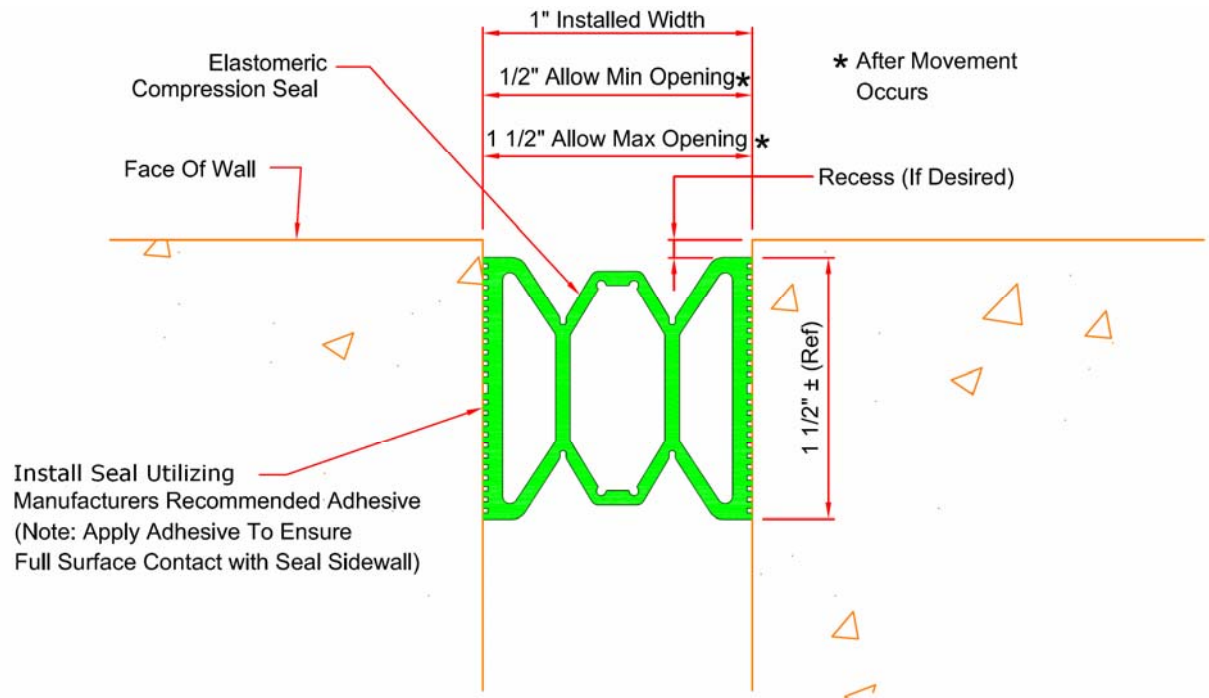 1" Installed Width
Elastomeric
Compression Seal
1/2" Allow Min Opening*
* After Movement
Occurs
1 1/2" Allow Max Opening *
Face Of Wall
Recess (If Desired)
1 1/2" ± (Ref)
Install Seal Utilizing
Manufacturers Recommended Adhesive
(Note: Apply Adhesive To Ensure
Full Surface Contact with Seal Sidewall)